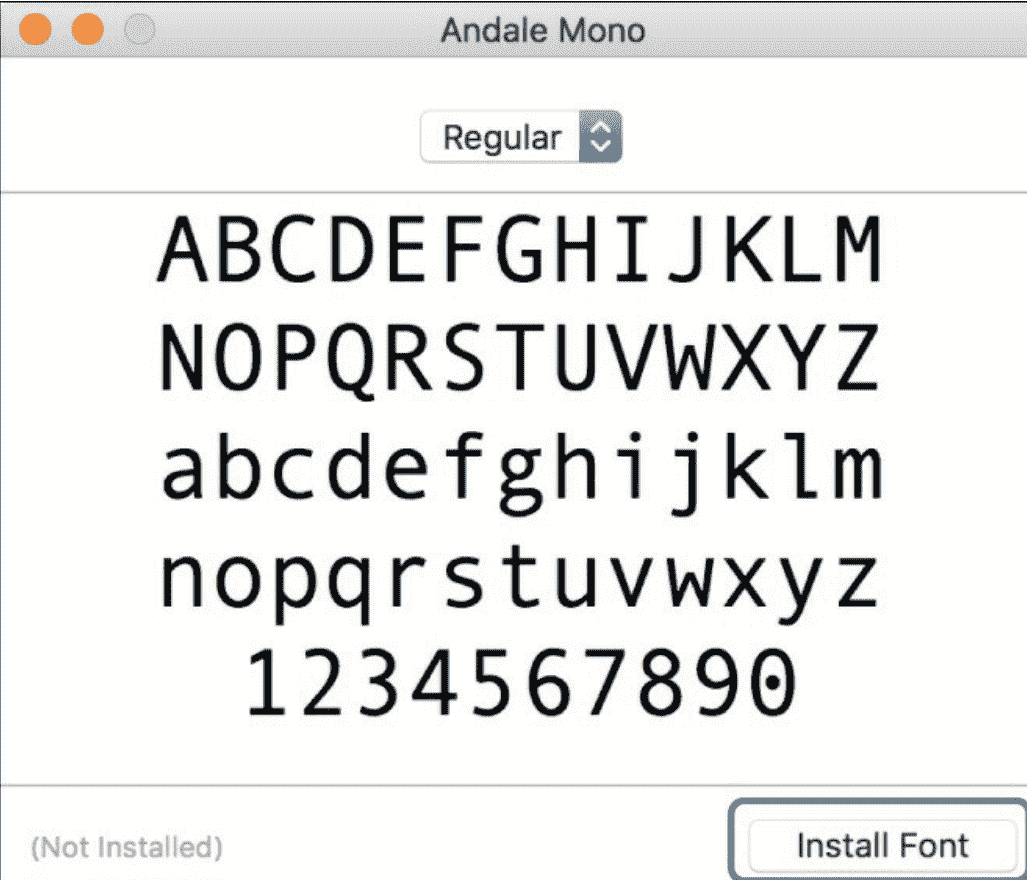 Andale Mono
Regular
ABCDEFGHIJKLM
NOPQRSTUVWXYZ
abcdefghijklm
nopqrstuvwxyz
1234567890
(Not Installed)
Install Font